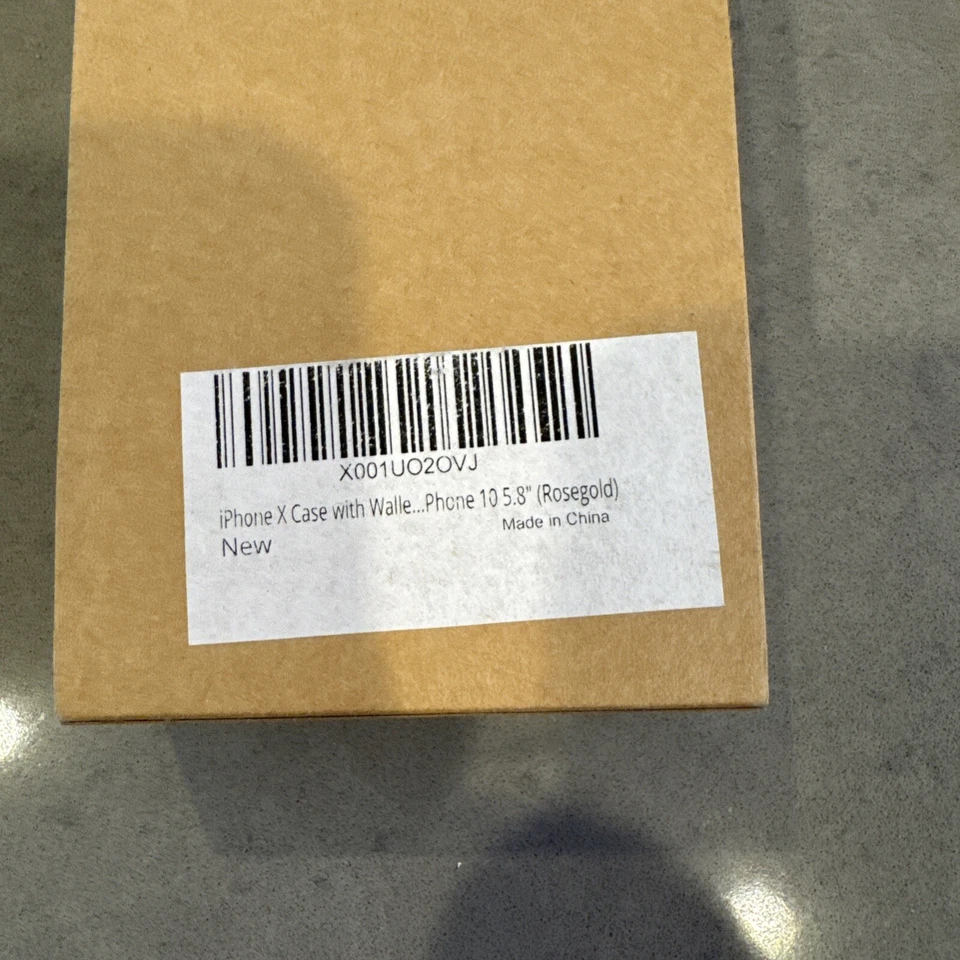 X001UO2OVJ
iPhone X Case with Walle...Phone 10 5.8" (Rosegold)
New
Made in China